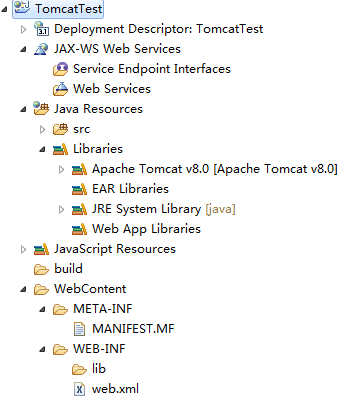 TomcatTest
Deployment Descriptor: TomcatTest
JAX-WS Web Services
Service Endpoint Interfaces
Web Services
Java Resources
src
Libraries
Apache Tomcat v8.0 [Apache Tomcat v8.0]
EAR Libraries
JRE System Library [java]
Web App Libraries
JavaScript Resources
build
WebContent
META-INF
MANIFEST.MF
WEB-INF
lib
web.xml